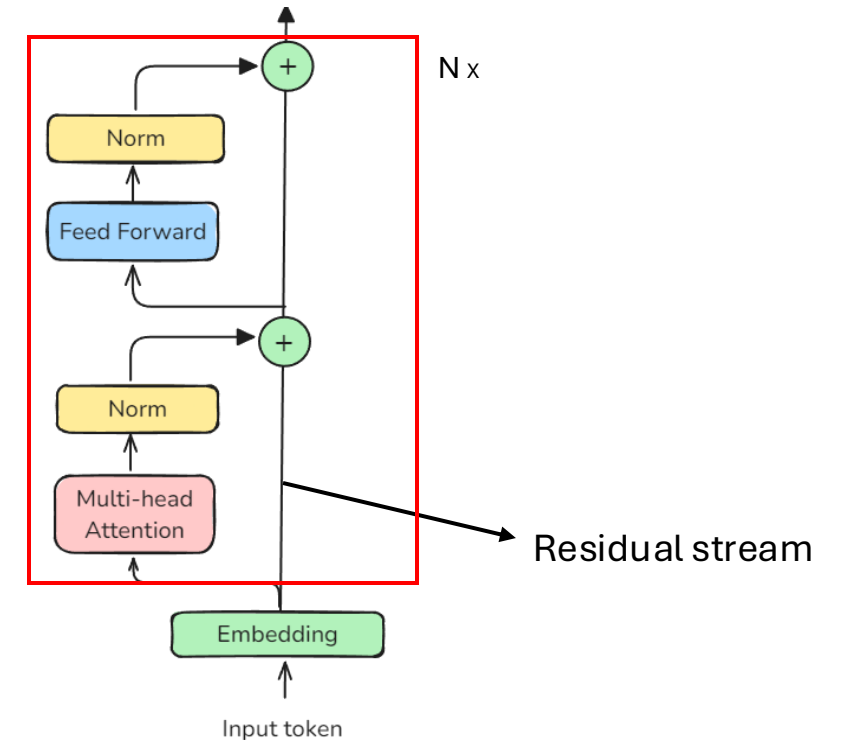 N x
Norm
Feed Forward
Norm
Multi-head
Attention
Residual stream
Embedding
Input token